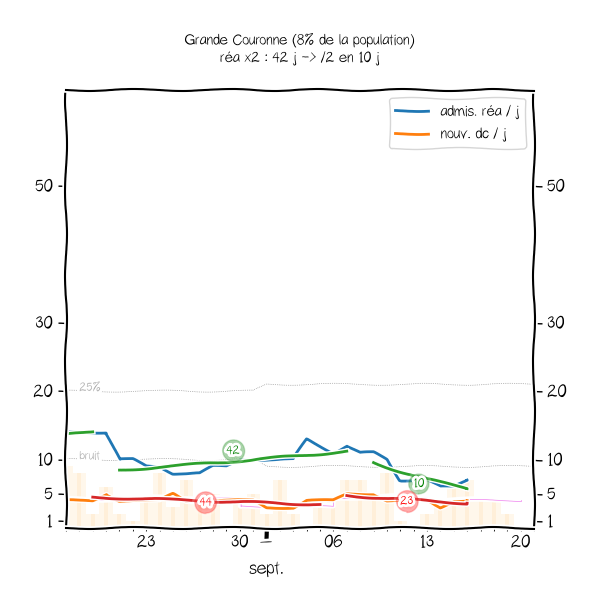 Grande Couronne (8% de la population)
réa x2 : 42 j -> /2 en 10 j
admis. réa / j
nouv. dc / j
50 50
30 30
25%
20 20
42
bruit
10 10
10
5 5
44 23
1 1
23 30 06 13 20
sept.